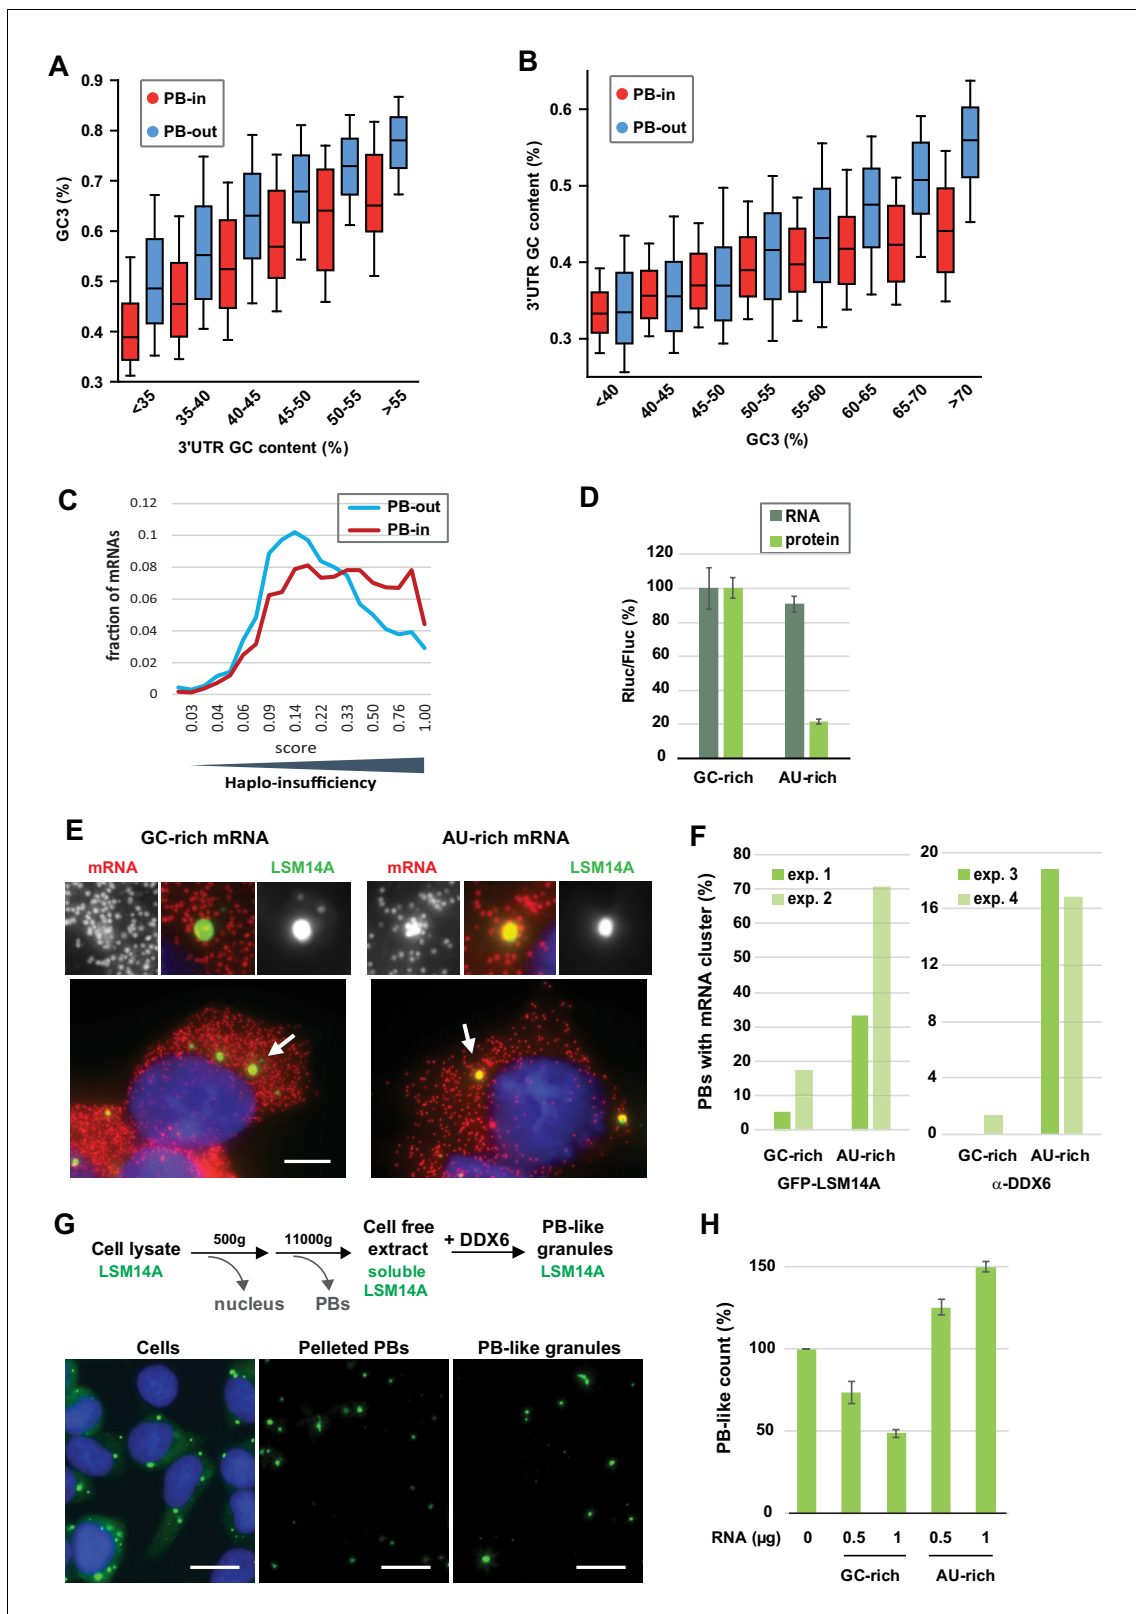 A
GC3 (%)
0.9
0.8
0.7
0.6
0.5
0.4
0.3
PB-in
PB-out
<35
35-40
40-45
45-50
50-55
>55
3'UTR GC content (%)
B
3'UTR GC content (%)
0.6
0.5
0.4
0.3
PB-in
PB-out
<40
40-45
45-50
50-55
55-60
60-65
65-70
>70
GC3 (%)
C
fraction of mRNAs
0.12
0.1
0.08
0.06
0.04
0.02
0
PB-out
PB-in
0.03
0.04
0.06
0.09
0.14
0.22
0.33
0.50
0.76
1.00
score
Haplo-insufficiency
D
RNA
protein
Rluc/Fluc (%)
120
100
80
60
40
20
0
GC-rich AU-rich
E
GC-rich mRNA AU-rich mRNA
mRNA LSM14A mRNA LSM14A
F
PBs with mRNA cluster (%)
80
70
60
50
40
30
20
10
0
exp. 1
exp. 2
GC-rich AU-rich
GFP-LSM14A
20
16
12
8
4
0
exp. 3
exp. 4
GC-rich AU-rich
α-DDX6
G
Cell lysate
LSM14A
500g
nucleus
11000g
PBs
Cell free
extract
soluble
LSM14A
+ DDX6
PB-like
granules
LSM14A
Cells Pelleted PBs PB-like granules
H
PB-like count (%)
150
100
50
0
RNA (µg) 0 0.5 1 0.5 1
GC-rich AU-rich